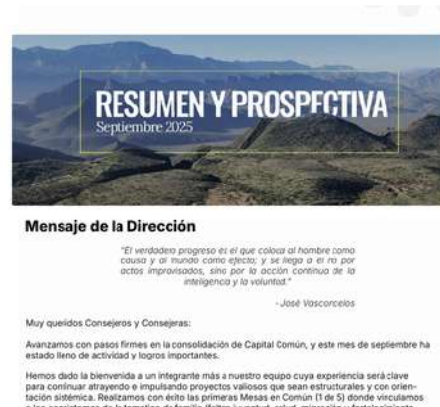 RESUMEN Y PROSPECTIVA
Septiembre 2025
Mensaje de la Dirección
"El verdadero progreso es el que coloca al hombre como
causa y al mundo como efecto; y se llega a el no por
actos improvisados, sino por la acción continua de la
inteligencia y la voluntad."
- José Vasconcelos
Muy queridos Consejeros y Consejeras:
Avanzamos con pasos firmes en la consolidación de Capital Común, y este mes de septiembre ha
estado lleno de actividad y logros importantes.
Hemos dado la bienvenida a un integrante más a nuestro equipo cuya experiencia será clave
para continuar atrayendo e impulsando proyectos valiosos que sean estructurales y con orien-
tación sistémica. Realizamos con éxito las primeras Mesas en Común (1 de 5) donde vinculamos